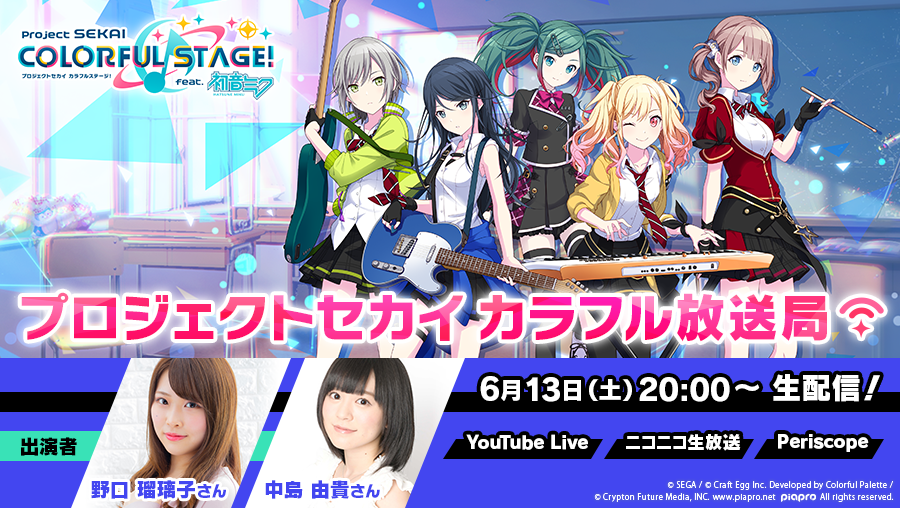 Project SEKAI
COLORFUL STAGE!
プロジェクトセカイ カラフルステージ!
feat. 初音ミク
HATSUNE MIKU
プロジェクトセカイ カラフル放送局
6月13日(土) 20:00~ 生配信!
出演者
野口 瑠璃子さん
中島 由貴さん
YouTube Live
ニコニコ生放送
Periscope
© SEGA / © Craft Egg Inc. Developed by Colorful Palette /
© Crypton Future Media, INC. www.piapro.net piapro All rights reserved.